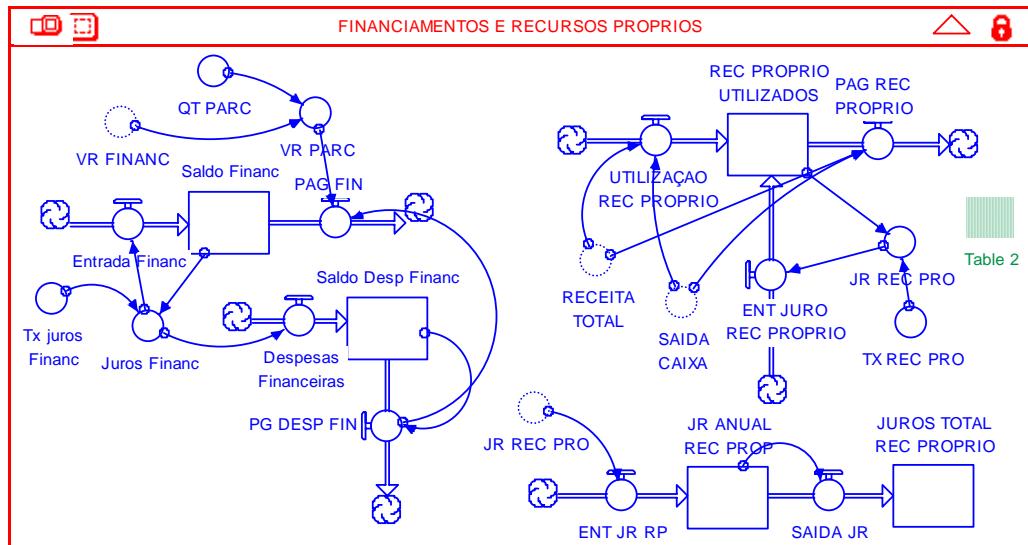 FINANCIAMENTOS E RECURSOS PROPRIOS
QT PARC
VR FINANC
VR PARC
Saldo Financ
PAG FIN
Entrada Financ
Saldo Desp Financ
Tx juros
Financ
Juros Financ
Despesas
Financeiras
PG DESP FIN
REC PROPRIO
UTILIZADOS
PAG REC
PROPRIO
UTILIZAÇAO
REC PROPRIO
Table 2
RECEITA
TOTAL
SAIDA
CAIXA
ENT JURO
REC PROPRIO
JR REC PRO
TX REC PRO
JR REC PRO
JR ANUAL
REC PROP
JUROS TOTAL
REC PROPRIO
ENT JR RP
SAIDA JR